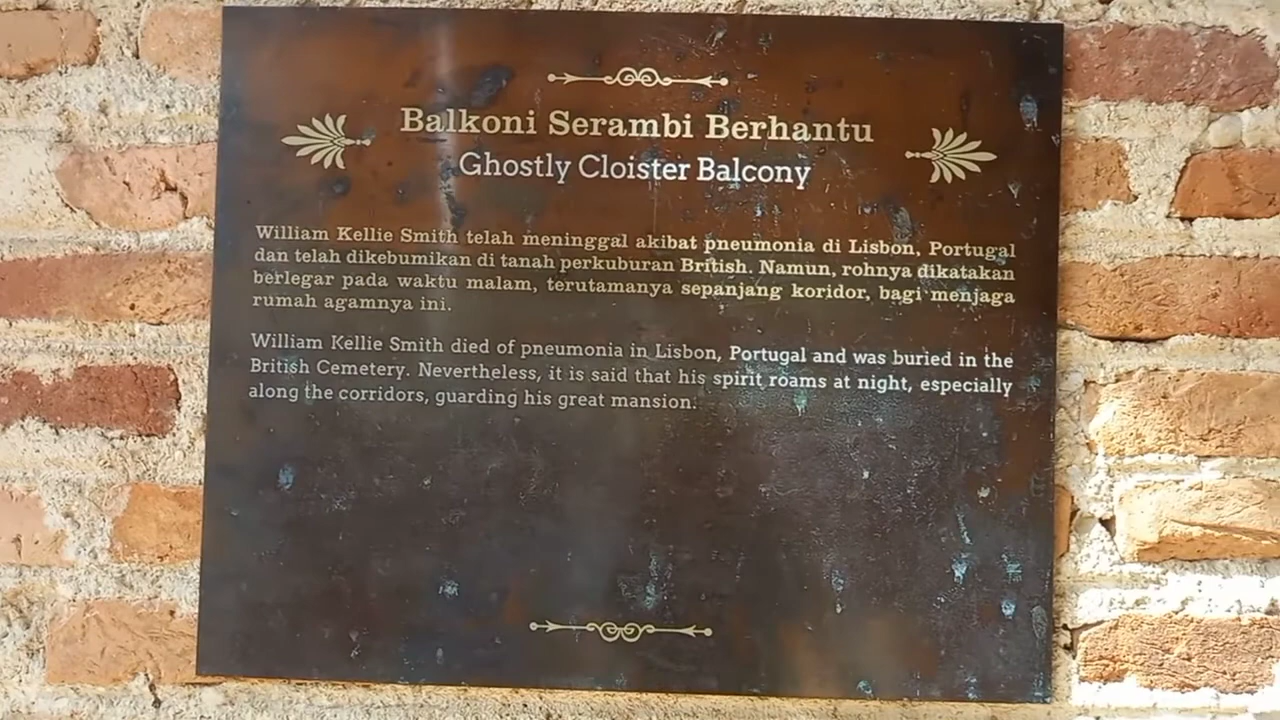 Balkoni Serambi Berhantu
Ghostly Cloister Balcony
William Kellie Smith telah meninggal akibat pneumonia di Lisbon, Portugal
dan telah dikebumikan di tanah perkuburan British. Namun, rohnya dikatakan
berlegar pada waktu malam, terutamanya sepanjang koridor, bagi menjaga
rumah agamnya ini.
William Kellie Smith died of pneumonia in Lisbon, Portugal and was buried in the
British Cemetery. Nevertheless, it is said that his spirit roams at night, especially
along the corridors, guarding his great mansion.